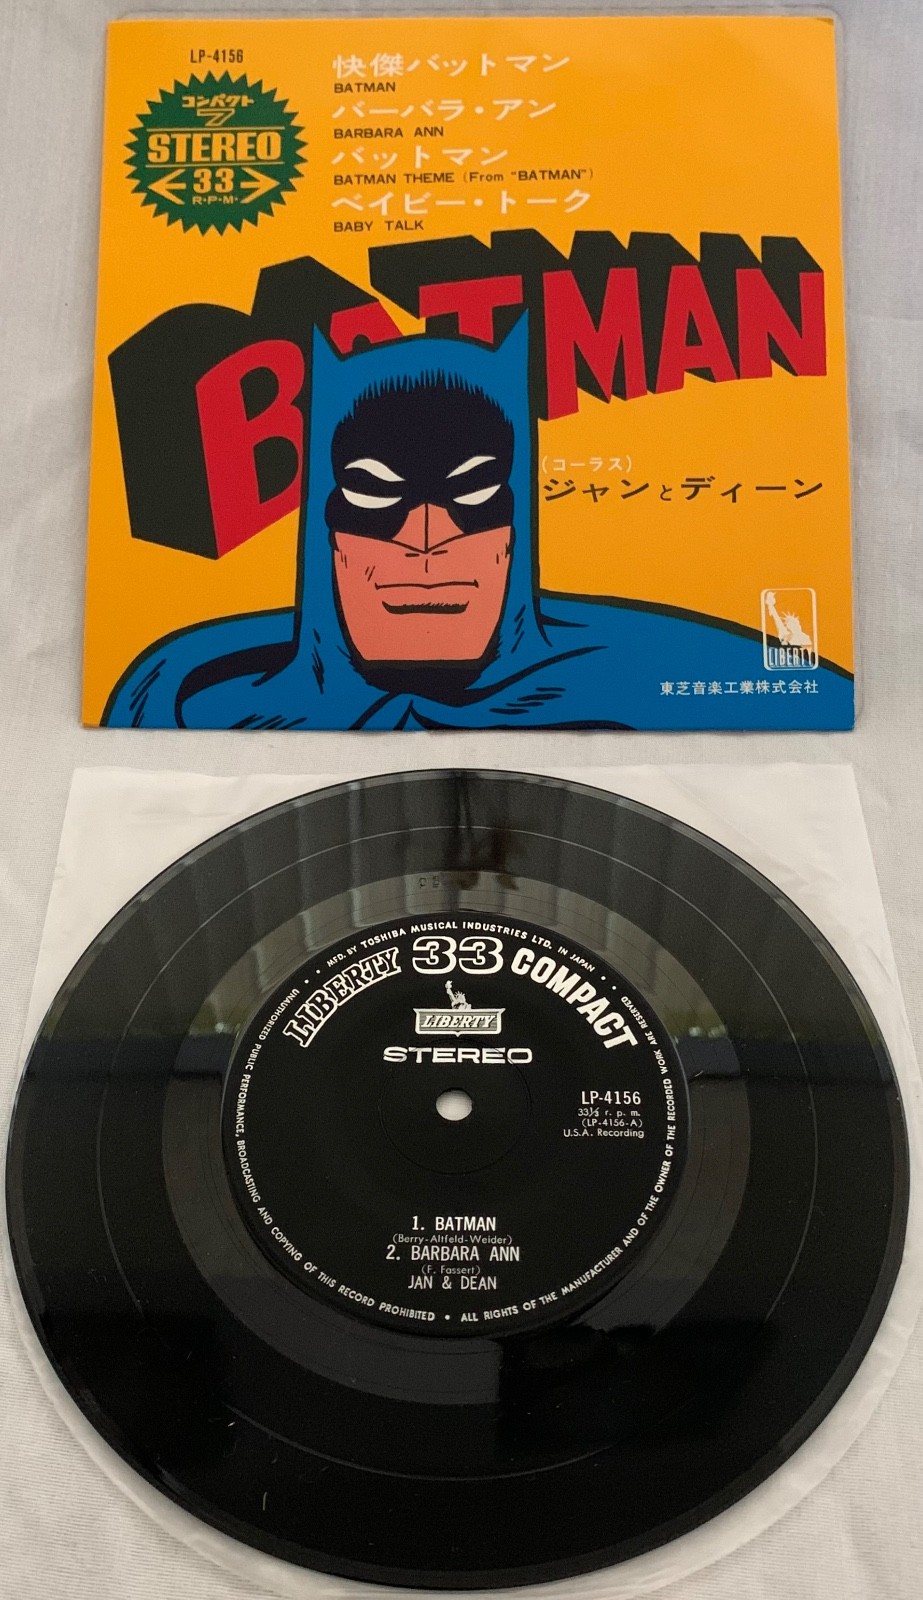 LP-4156
コンパクト
7
STEREO
33
R·P·M·
快傑バットマン
BATMAN
バーバラ・アン
BARBARA ANN
バットマン
BATMAN THEME (From "BATMAN")
ベイビー・トーク
BABY TALK
BATMAN
(コーラス)
ジャンとディーン
LIBERTY
東芝音楽工業株式会社
MFD. BY TOSHIBA MUSICAL INDUSTRIES LTD. IN JAPAN
LIBERTY 33 COMPACT
LIBERTY
STEREO
LP-4156
33⅓ r. p. m.
(LP-4156-A)
U.S.A. Recording
1. BATMAN
(Berry-Altfeld-Weider)
2. BARBARA ANN
(F. Fassert)
JAN & DEAN
UNAUTHORIZED PUBLIC PERFORMANCE, BROADCASTING AND COPYING OF THIS RECORD PROHIBITED • ALL RIGHTS OF THE MANUFACTURER AND OF THE OWNER OF THE RECORDED WORK ARE RESERVED